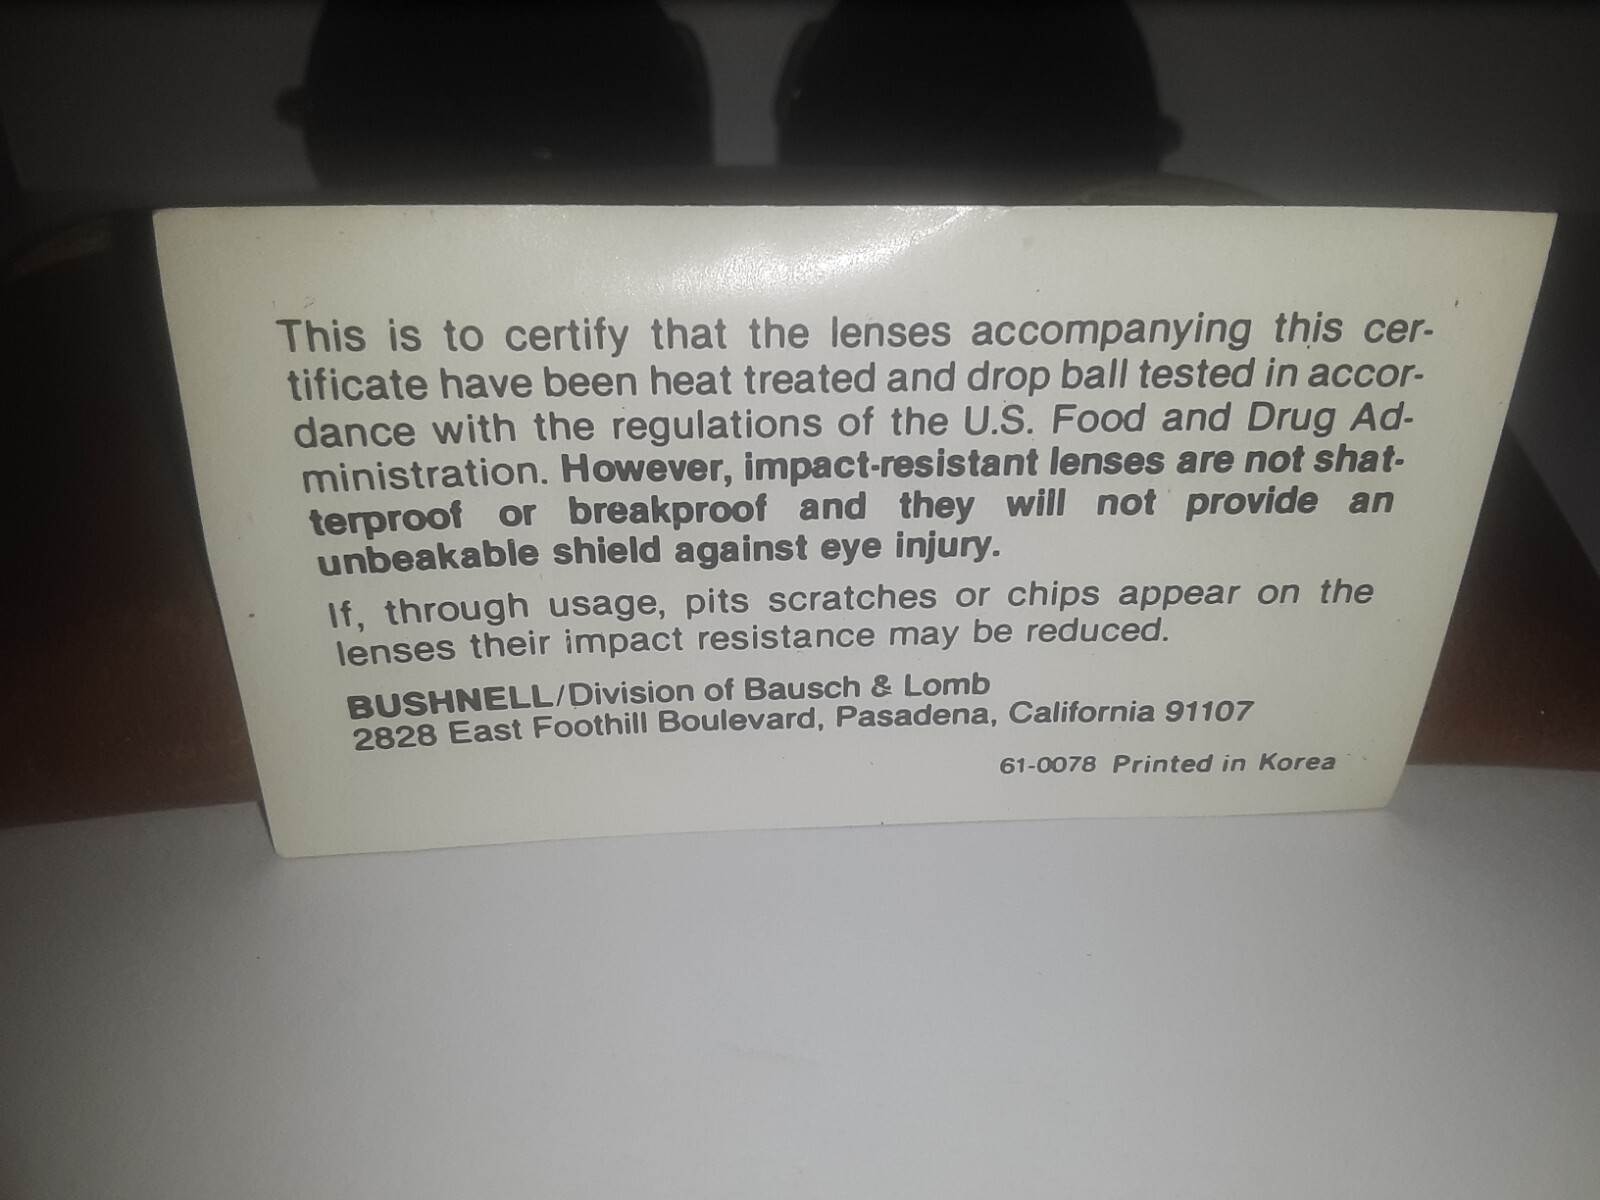 This is to certify that the lenses accompanying this cer-
tificate have been heat treated and drop ball tested in accor-
dance with the regulations of the U.S. Food and Drug Ad-
ministration. However, impact-resistant lenses are not shat-
terproof or breakproof and they will not provide an
unbeakable shield against eye injury.
If, through usage, pits scratches or chips appear on the
lenses their impact resistance may be reduced.
BUSHNELL/Division of Bausch & Lomb
2828 East Foothill Boulevard, Pasadena, California 91107
61-0078 Printed in Korea